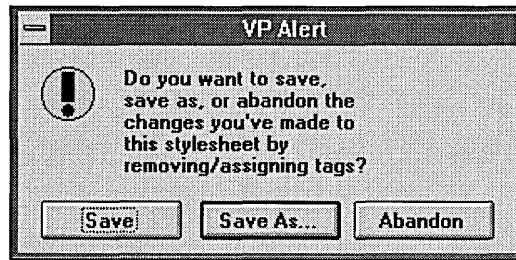 VP Alert
Do you want to save,
save as, or abandon the
changes you've made to
this stylesheet by
removing/assigning tags?
Save
Save As...
Abandon